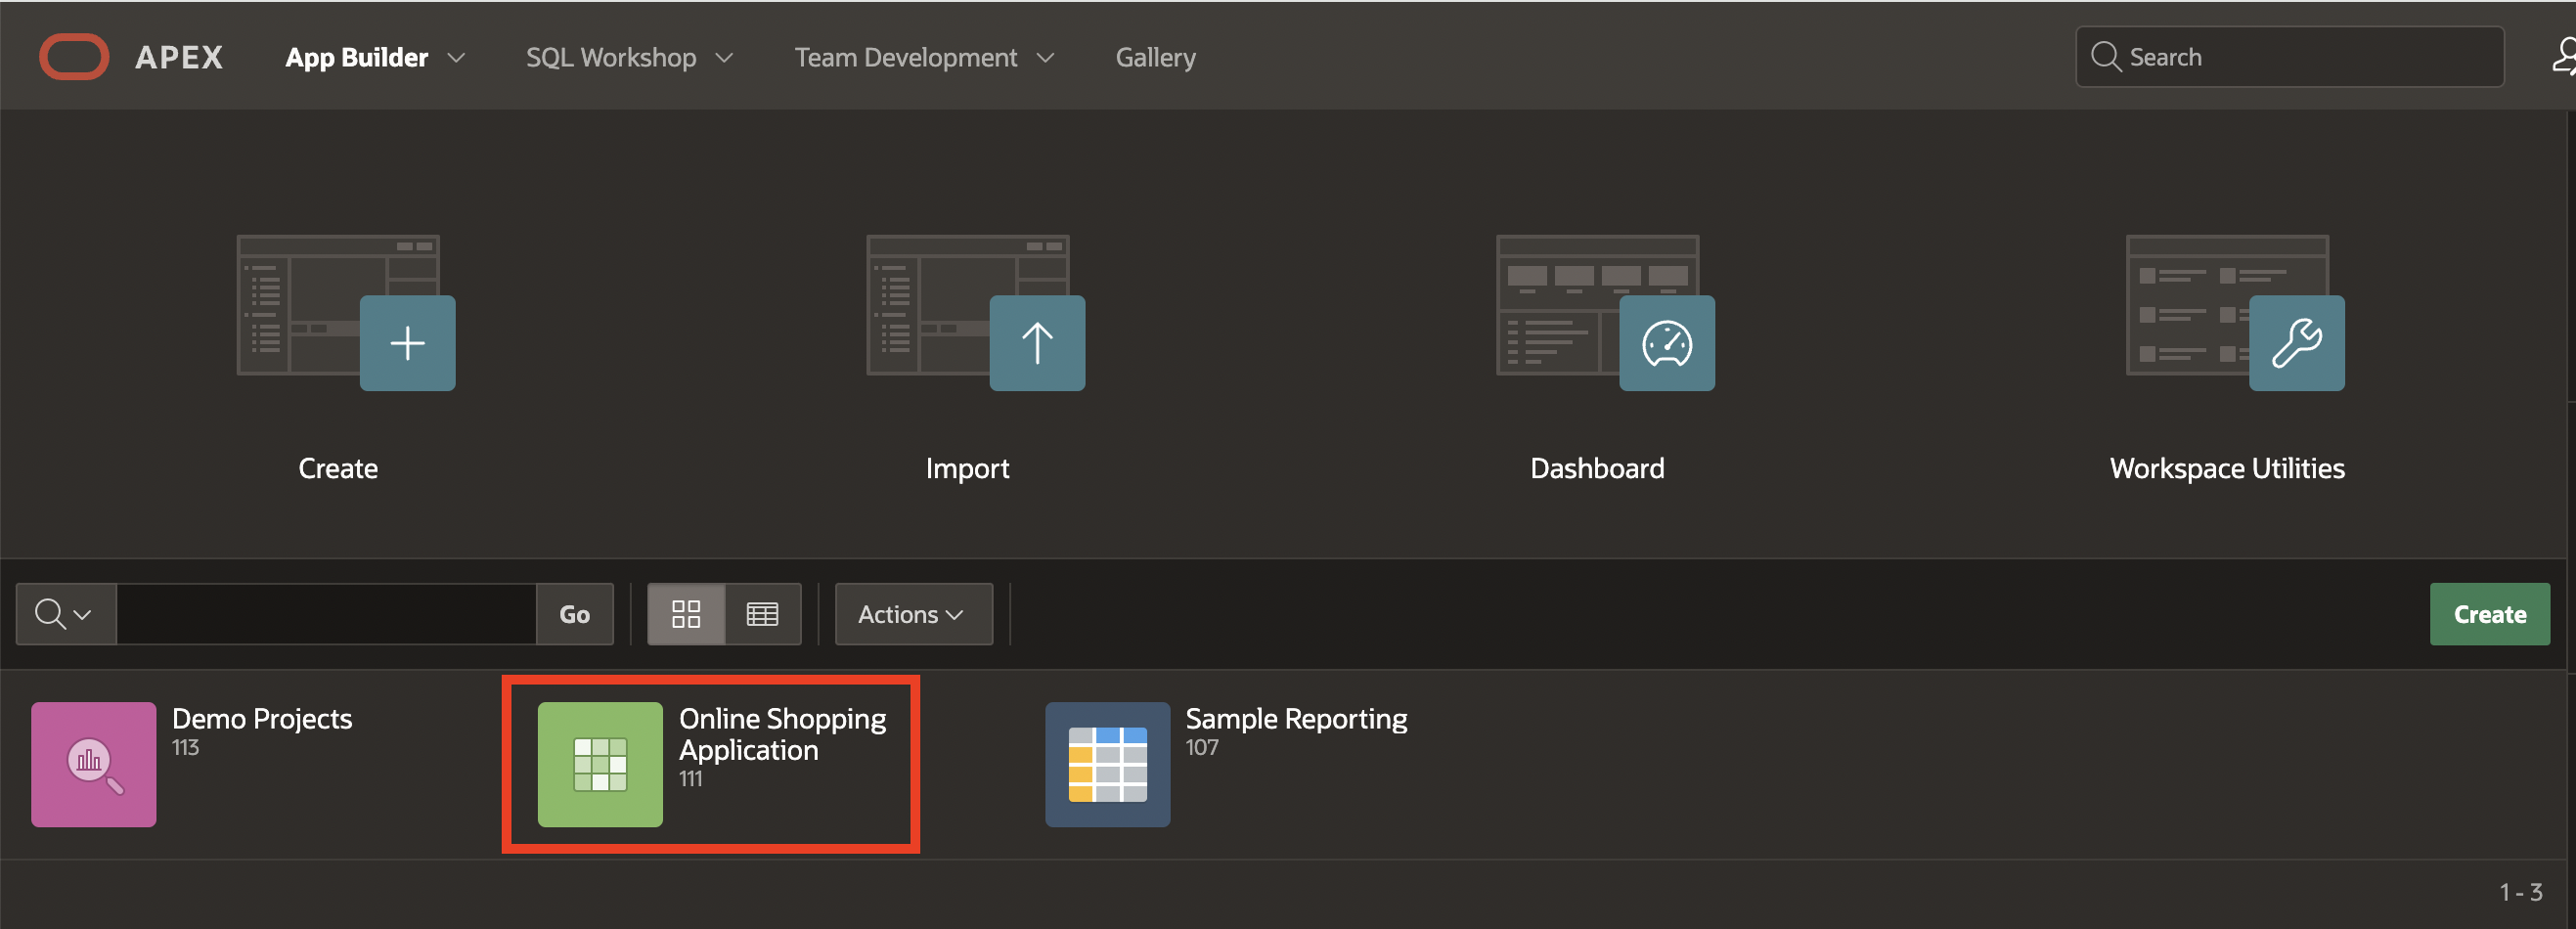 APEX App Builder SQL Workshop Team Development Gallery Search
Create Import Dashboard Workspace Utilities
Go Actions Create
Demo Projects
113
Online Shopping
Application
111
Sample Reporting
107
1 - 3